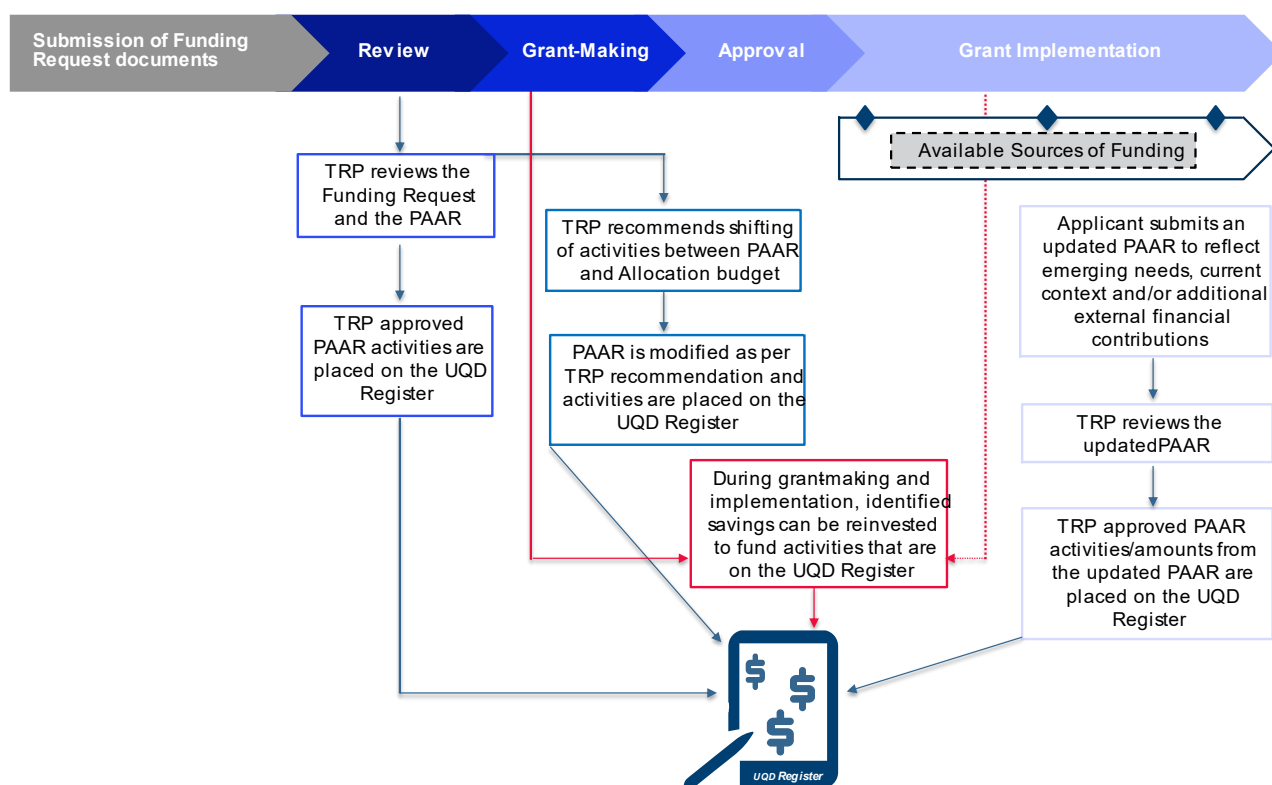 Submission of Funding
Request documents
Review
Grant-Making
Approval
Grant Implementation
Available Sources of Funding
TRP reviews the
Funding Request
and the PAAR
TRP recommends shifting
of activities between PAAR
and Allocation budget
Applicant submits an
updated PAAR to reflect
emerging needs, current
context and/or additional
external financial
contributions
TRP approved
PAAR activities are
placed on the UQD
Register
PAAR is modified as per
TRP recommendation and
activities are placed on the
UQD Register
TRP reviews the
updatedPAAR
During grant-making and
implementation, identified
savings can be reinvested
to fund activities that are
on the UQD Register
TRP approved PAAR
activities/amounts from
the updated PAAR are
placed on the UQD
Register
$
$
$
UQD Register